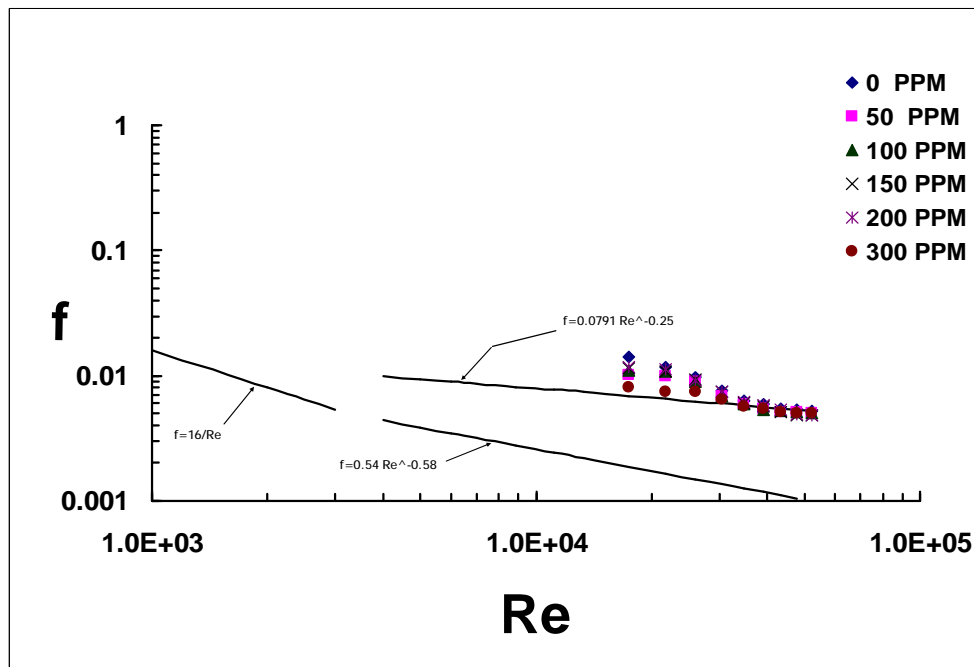 0 PPM
50 PPM
100 PPM
150 PPM
200 PPM
300 PPM
1
0.1
f
f=0.0791 Re^-0.25
0.01
f=16/Re
f=0.54 Re^-0.58
0.001
1.0E+03
1.0E+04
1.0E+05
Re